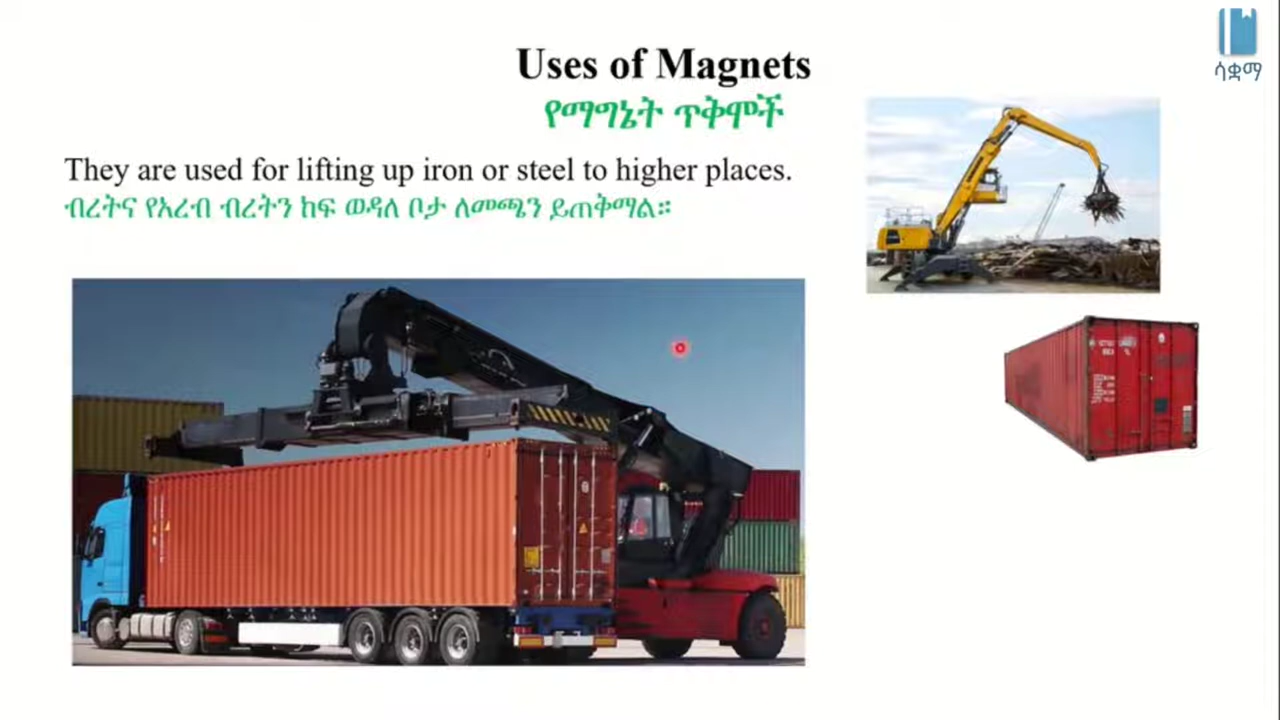 Uses of Magnets
የማግኔት ጥቅሞች
They are used for lifting up iron or steel to higher places.
ብረትና የአረብ ብረትን ከፍ ወዳለ ቦታ ለመጫን ይጠቅማል።
ሳቋማ